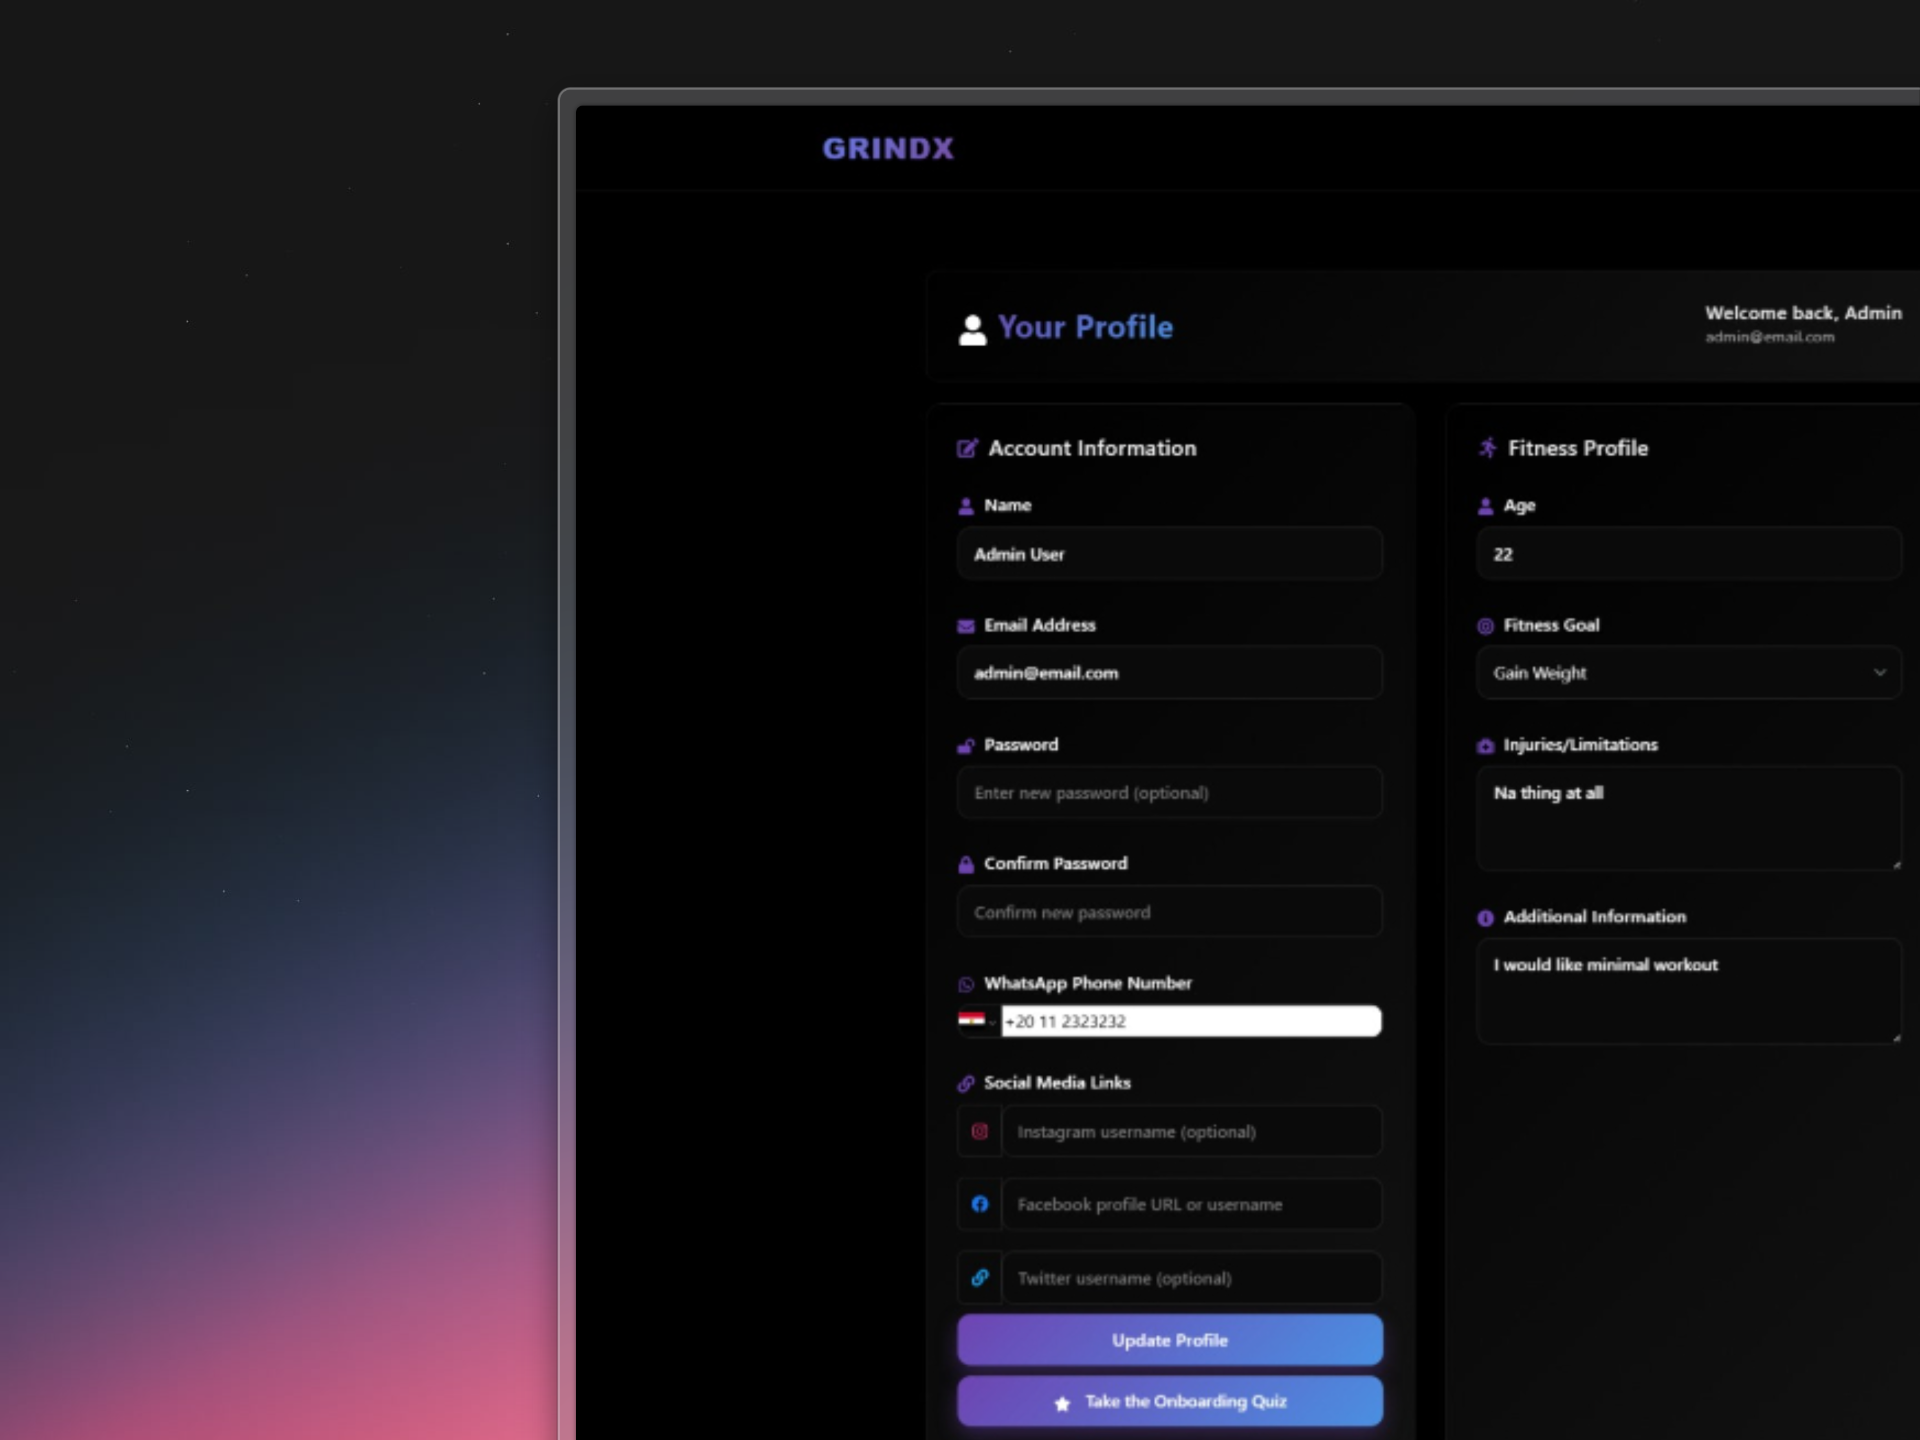 GRINDX
Your Profile
Welcome back, Admin
admin@email.com
Account Information
Name
Admin User
Email Address
admin@email.com
Password
Enter new password (optional)
Confirm Password
Confirm new password
WhatsApp Phone Number
+20 11 2323232
Social Media Links
Instagram username (optional)
Facebook profile URL or username
Twitter username (optional)
Update Profile
Take the Onboarding Quiz
Fitness Profile
Age
22
Fitness Goal
Gain Weight
Injuries/Limitations
Na thing at all
Additional Information
I would like minimal workout